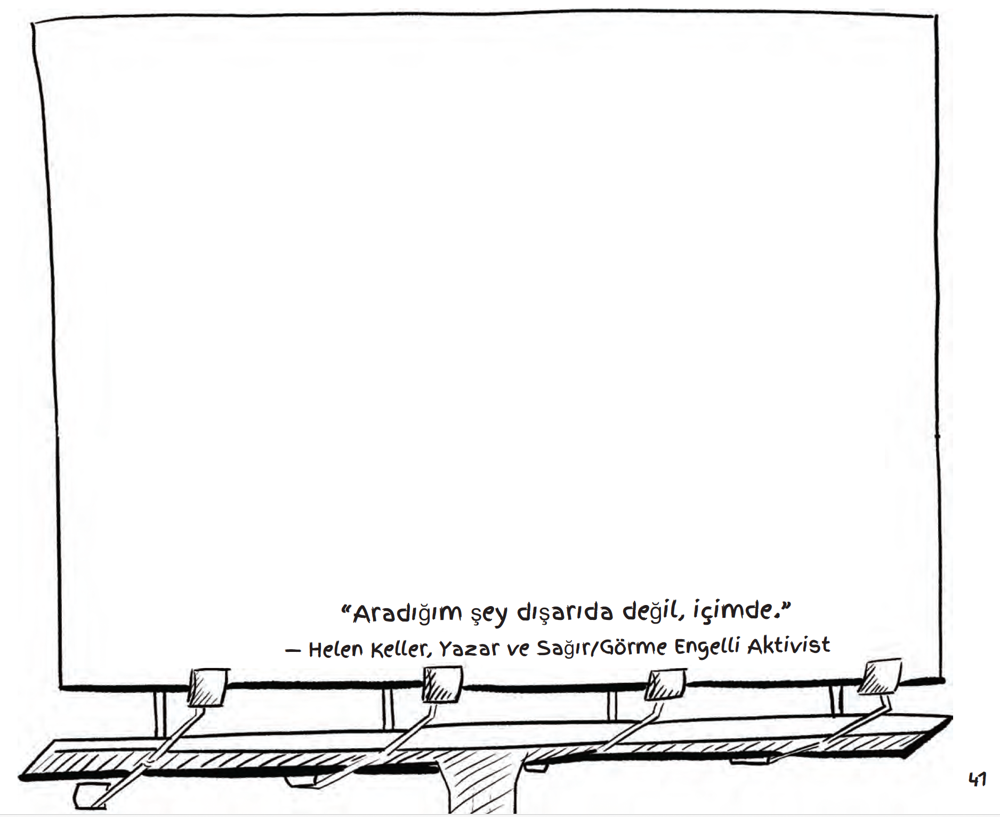 “Aradığım şey dışarıda değil, içimde.”
– Helen Keller, Yazar ve Sağır/Görme Engelli Aktivist
41